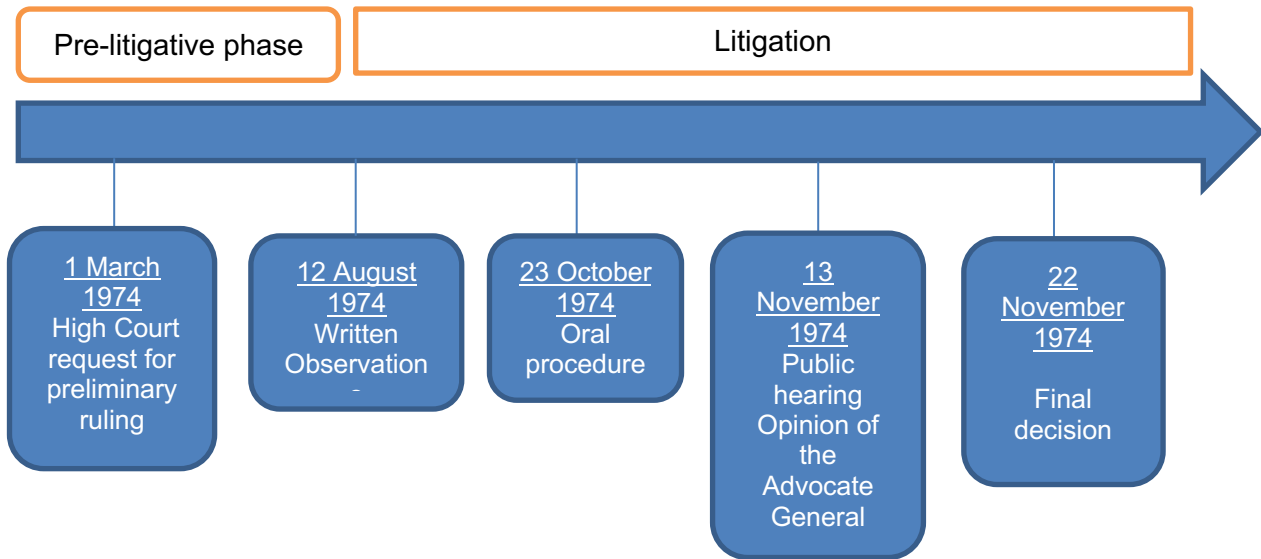 Pre-litigative phase
Litigation
1 March
1974
High Court
request for
preliminary
ruling
12 August
1974
Written
Observation
23 October
1974
Oral
procedure
13
November
1974
Public
hearing
Opinion of
the
Advocate
General
22
November
1974
Final
decision